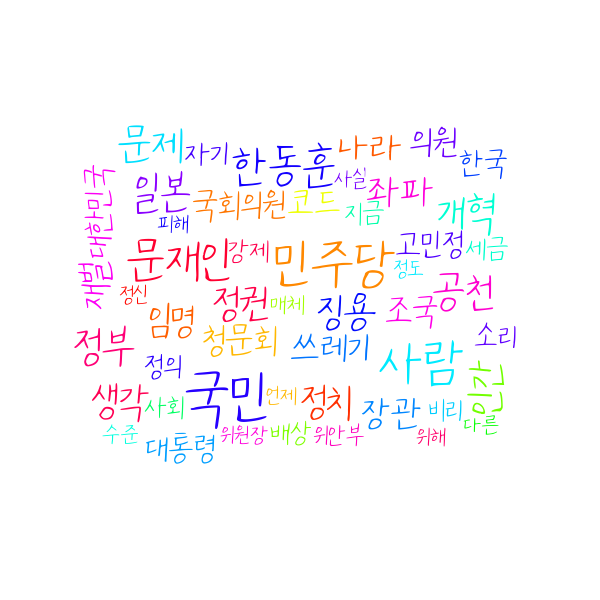 문제
자기
한동훈
나라
의원
한국
사실
일본
국회의원
코드
지금
좌파
개혁
피해
재벌
대한민국
문재인
강제
민주당
고민정
세금
정도
정신
임명
정권
매체
징용
조국
공천
정부
청문회
쓰레기
사람
소리
정의
생각
사회
국민
언제
정치
장관
비리
인간
다른
수준
대통령
위원장
배상
위안부
위해